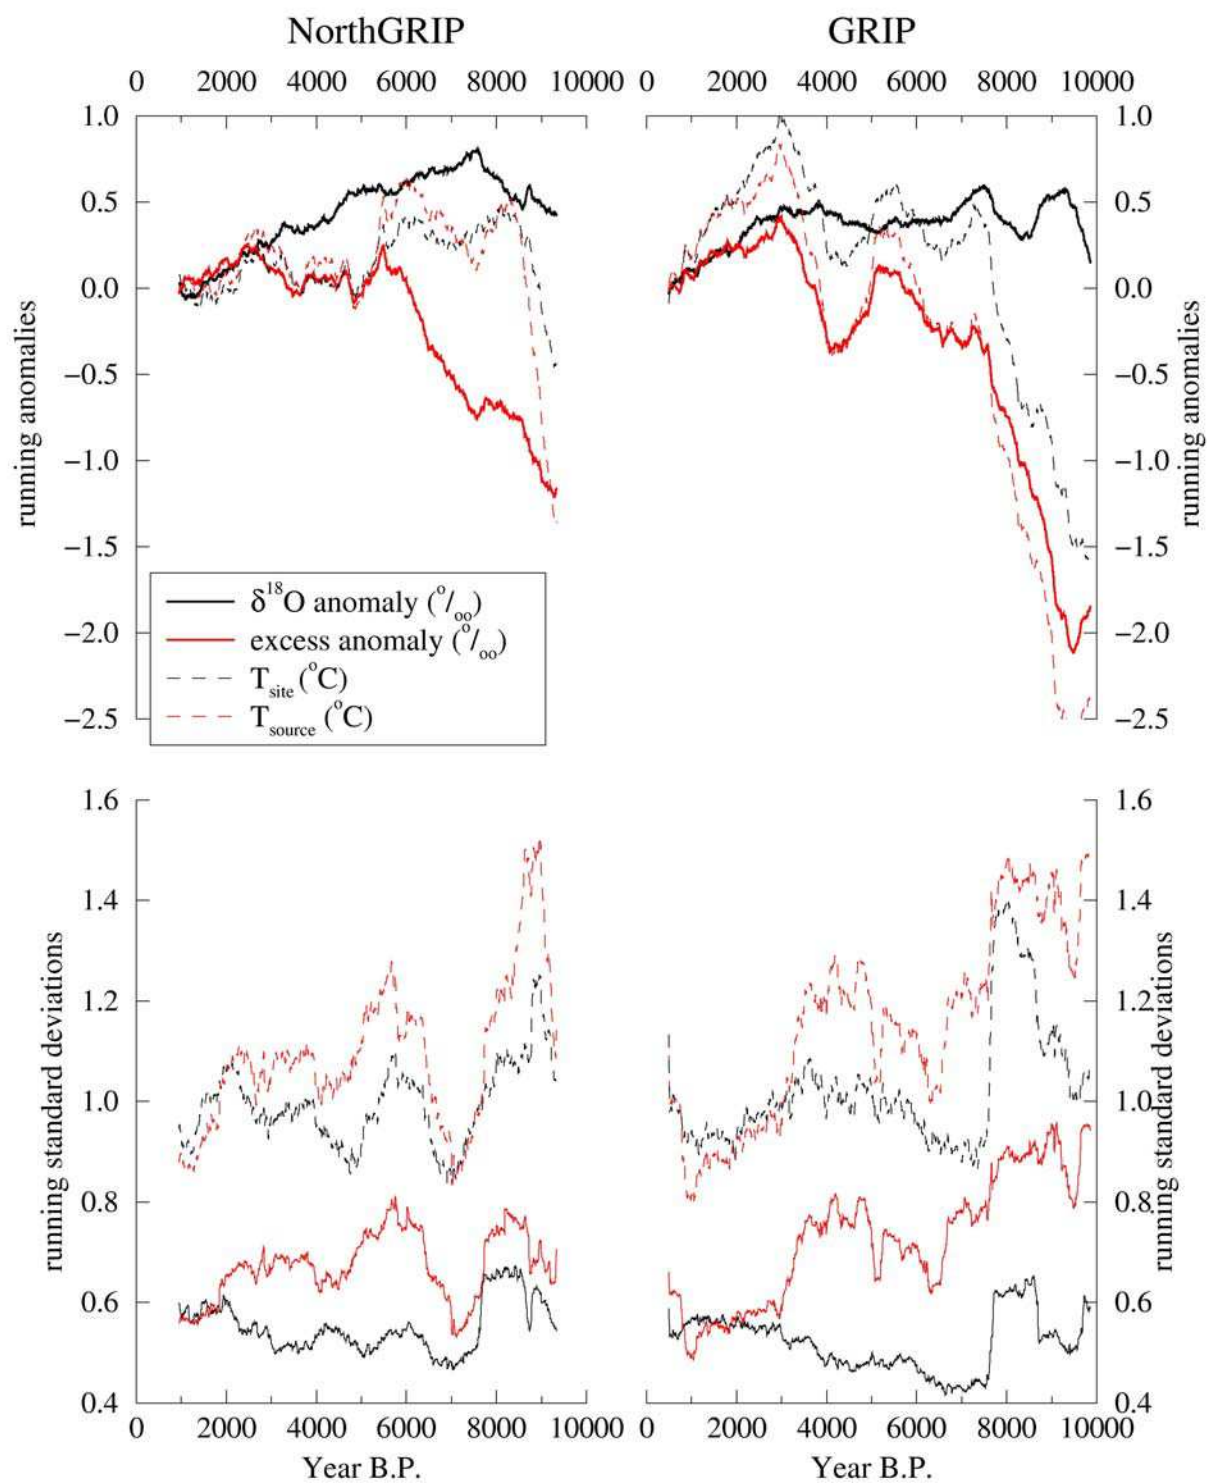 NorthGRIP GRIP
0 2000 4000 6000 8000 10000 0 2000 4000 6000 8000 10000
1.0 1.0
0.5 0.5
0.0 0.0
−0.5 −0.5
−1.0 −1.0
−1.5 −1.5
−2.0 −2.0
−2.5 −2.5
running anomalies
running anomalies
δ¹⁸O anomaly (°/₀₀)
excess anomaly (°/₀₀)
T_site (°C)
T_source (°C)
1.6 1.6
1.4 1.4
1.2 1.2
1.0 1.0
0.8 0.8
0.6 0.6
0.4 0.4
running standard deviations
running standard deviations
0 2000 4000 6000 8000 10000 0 2000 4000 6000 8000 10000
Year B.P. Year B.P.